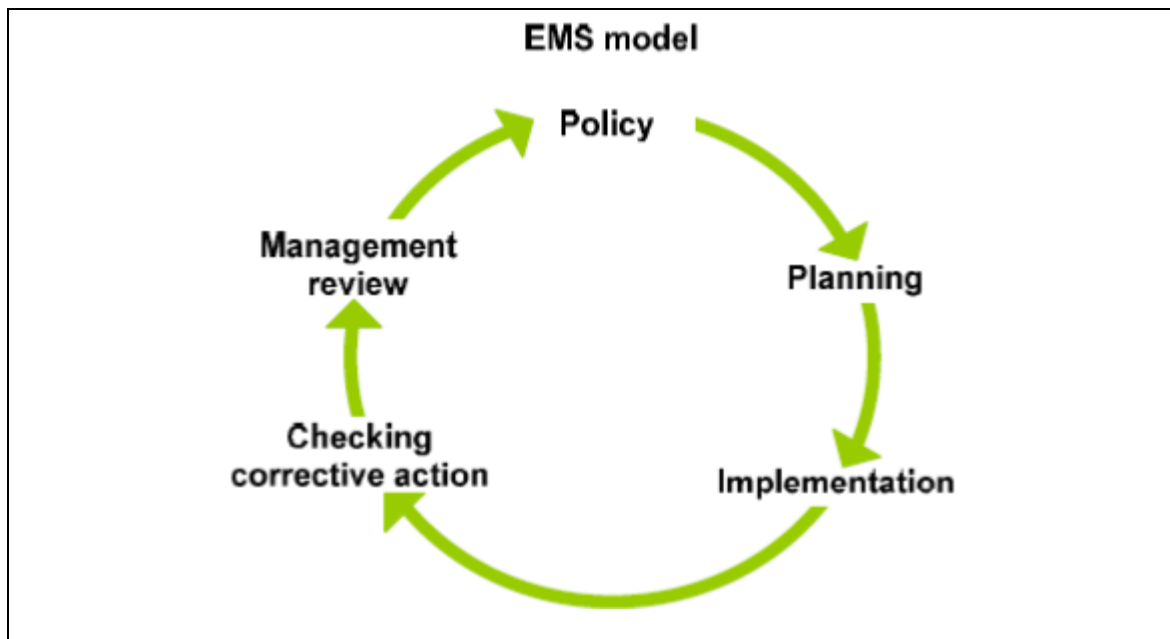 EMS model
Policy
Planning
Implementation
Checking
corrective action
Management
review